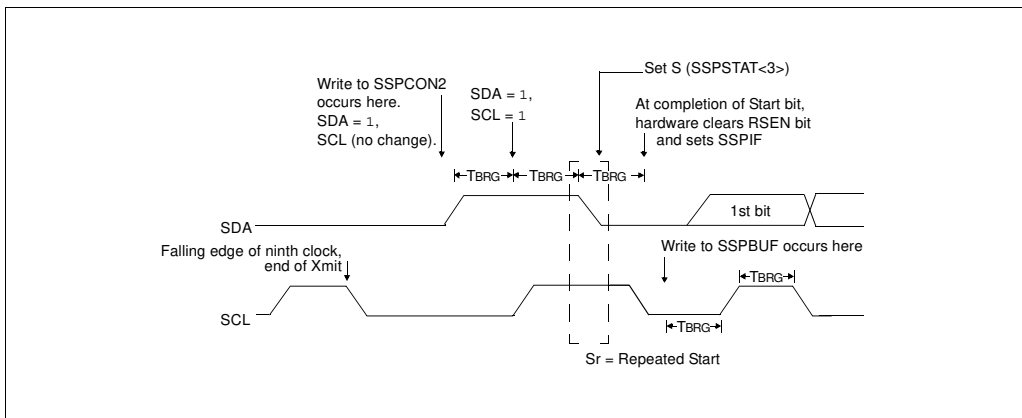 Write to SSPCON2
occurs here.
SDA = 1,
SCL (no change).
SDA = 1,
SCL = 1
Set S (SSPSTAT<3>)
At completion of Start bit,
hardware clears RSEN bit
and sets SSPIF
TBRG
TBRG
TBRG
SDA
1st bit
Falling edge of ninth clock,
end of Xmit
Write to SSPBUF occurs here
TBRG
SCL
TBRG
Sr = Repeated Start